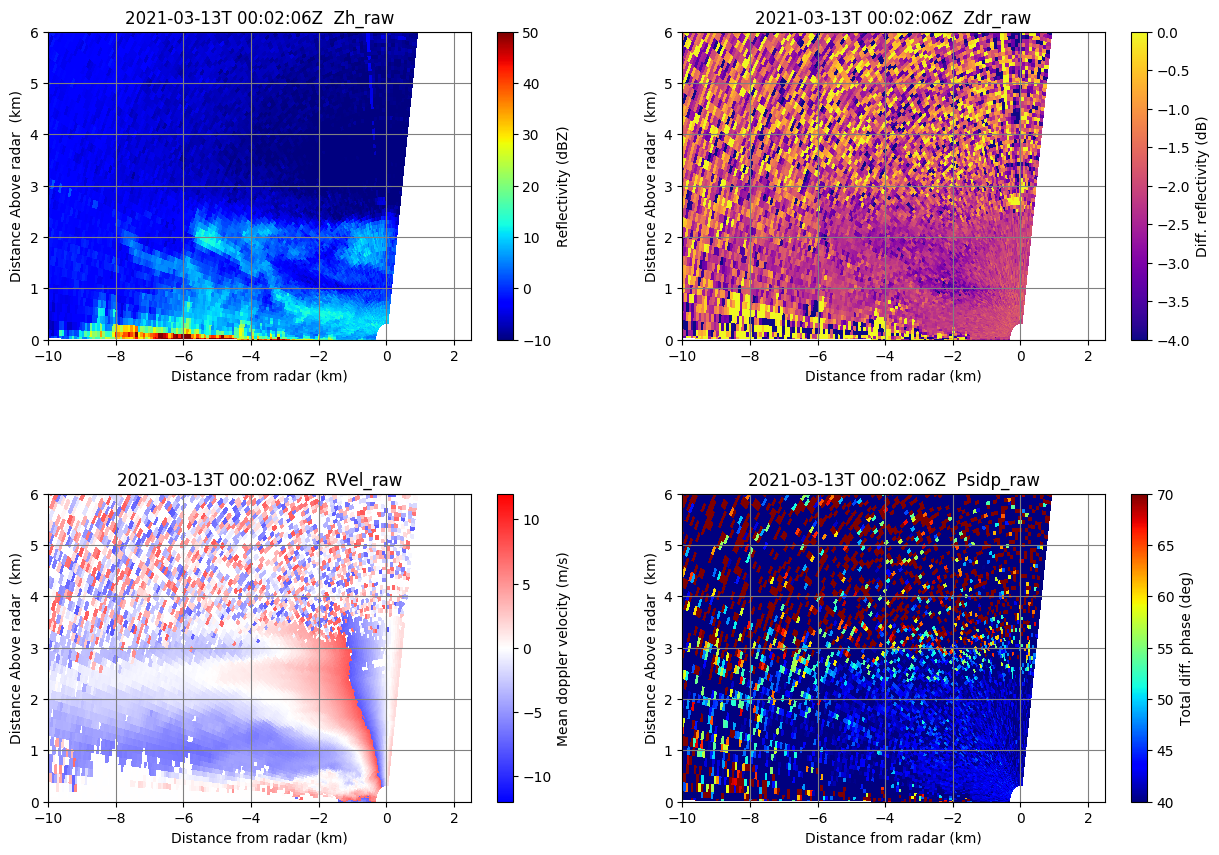 2021-03-13T 00:02:06Z  Zh_raw
Distance Above radar  (km)
6
5
4
3
2
1
0
−10 −8 −6 −4 −2 0 2
Distance from radar (km)
50
40
30
20
10
0
−10
Reflectivity (dBZ)
2021-03-13T 00:02:06Z  Zdr_raw
Distance Above radar  (km)
6
5
4
3
2
1
0
−10 −8 −6 −4 −2 0 2
Distance from radar (km)
0.0
−0.5
−1.0
−1.5
−2.0
−2.5
−3.0
−3.5
−4.0
Diff. reflectivity (dB)
2021-03-13T 00:02:06Z  RVel_raw
Distance Above radar  (km)
6
5
4
3
2
1
0
−10 −8 −6 −4 −2 0 2
Distance from radar (km)
10
5
0
−5
−10
Mean doppler velocity (m/s)
2021-03-13T 00:02:06Z  Psidp_raw
Distance Above radar  (km)
6
5
4
3
2
1
0
−10 −8 −6 −4 −2 0 2
Distance from radar (km)
70
65
60
55
50
45
40
Total diff. phase (deg)